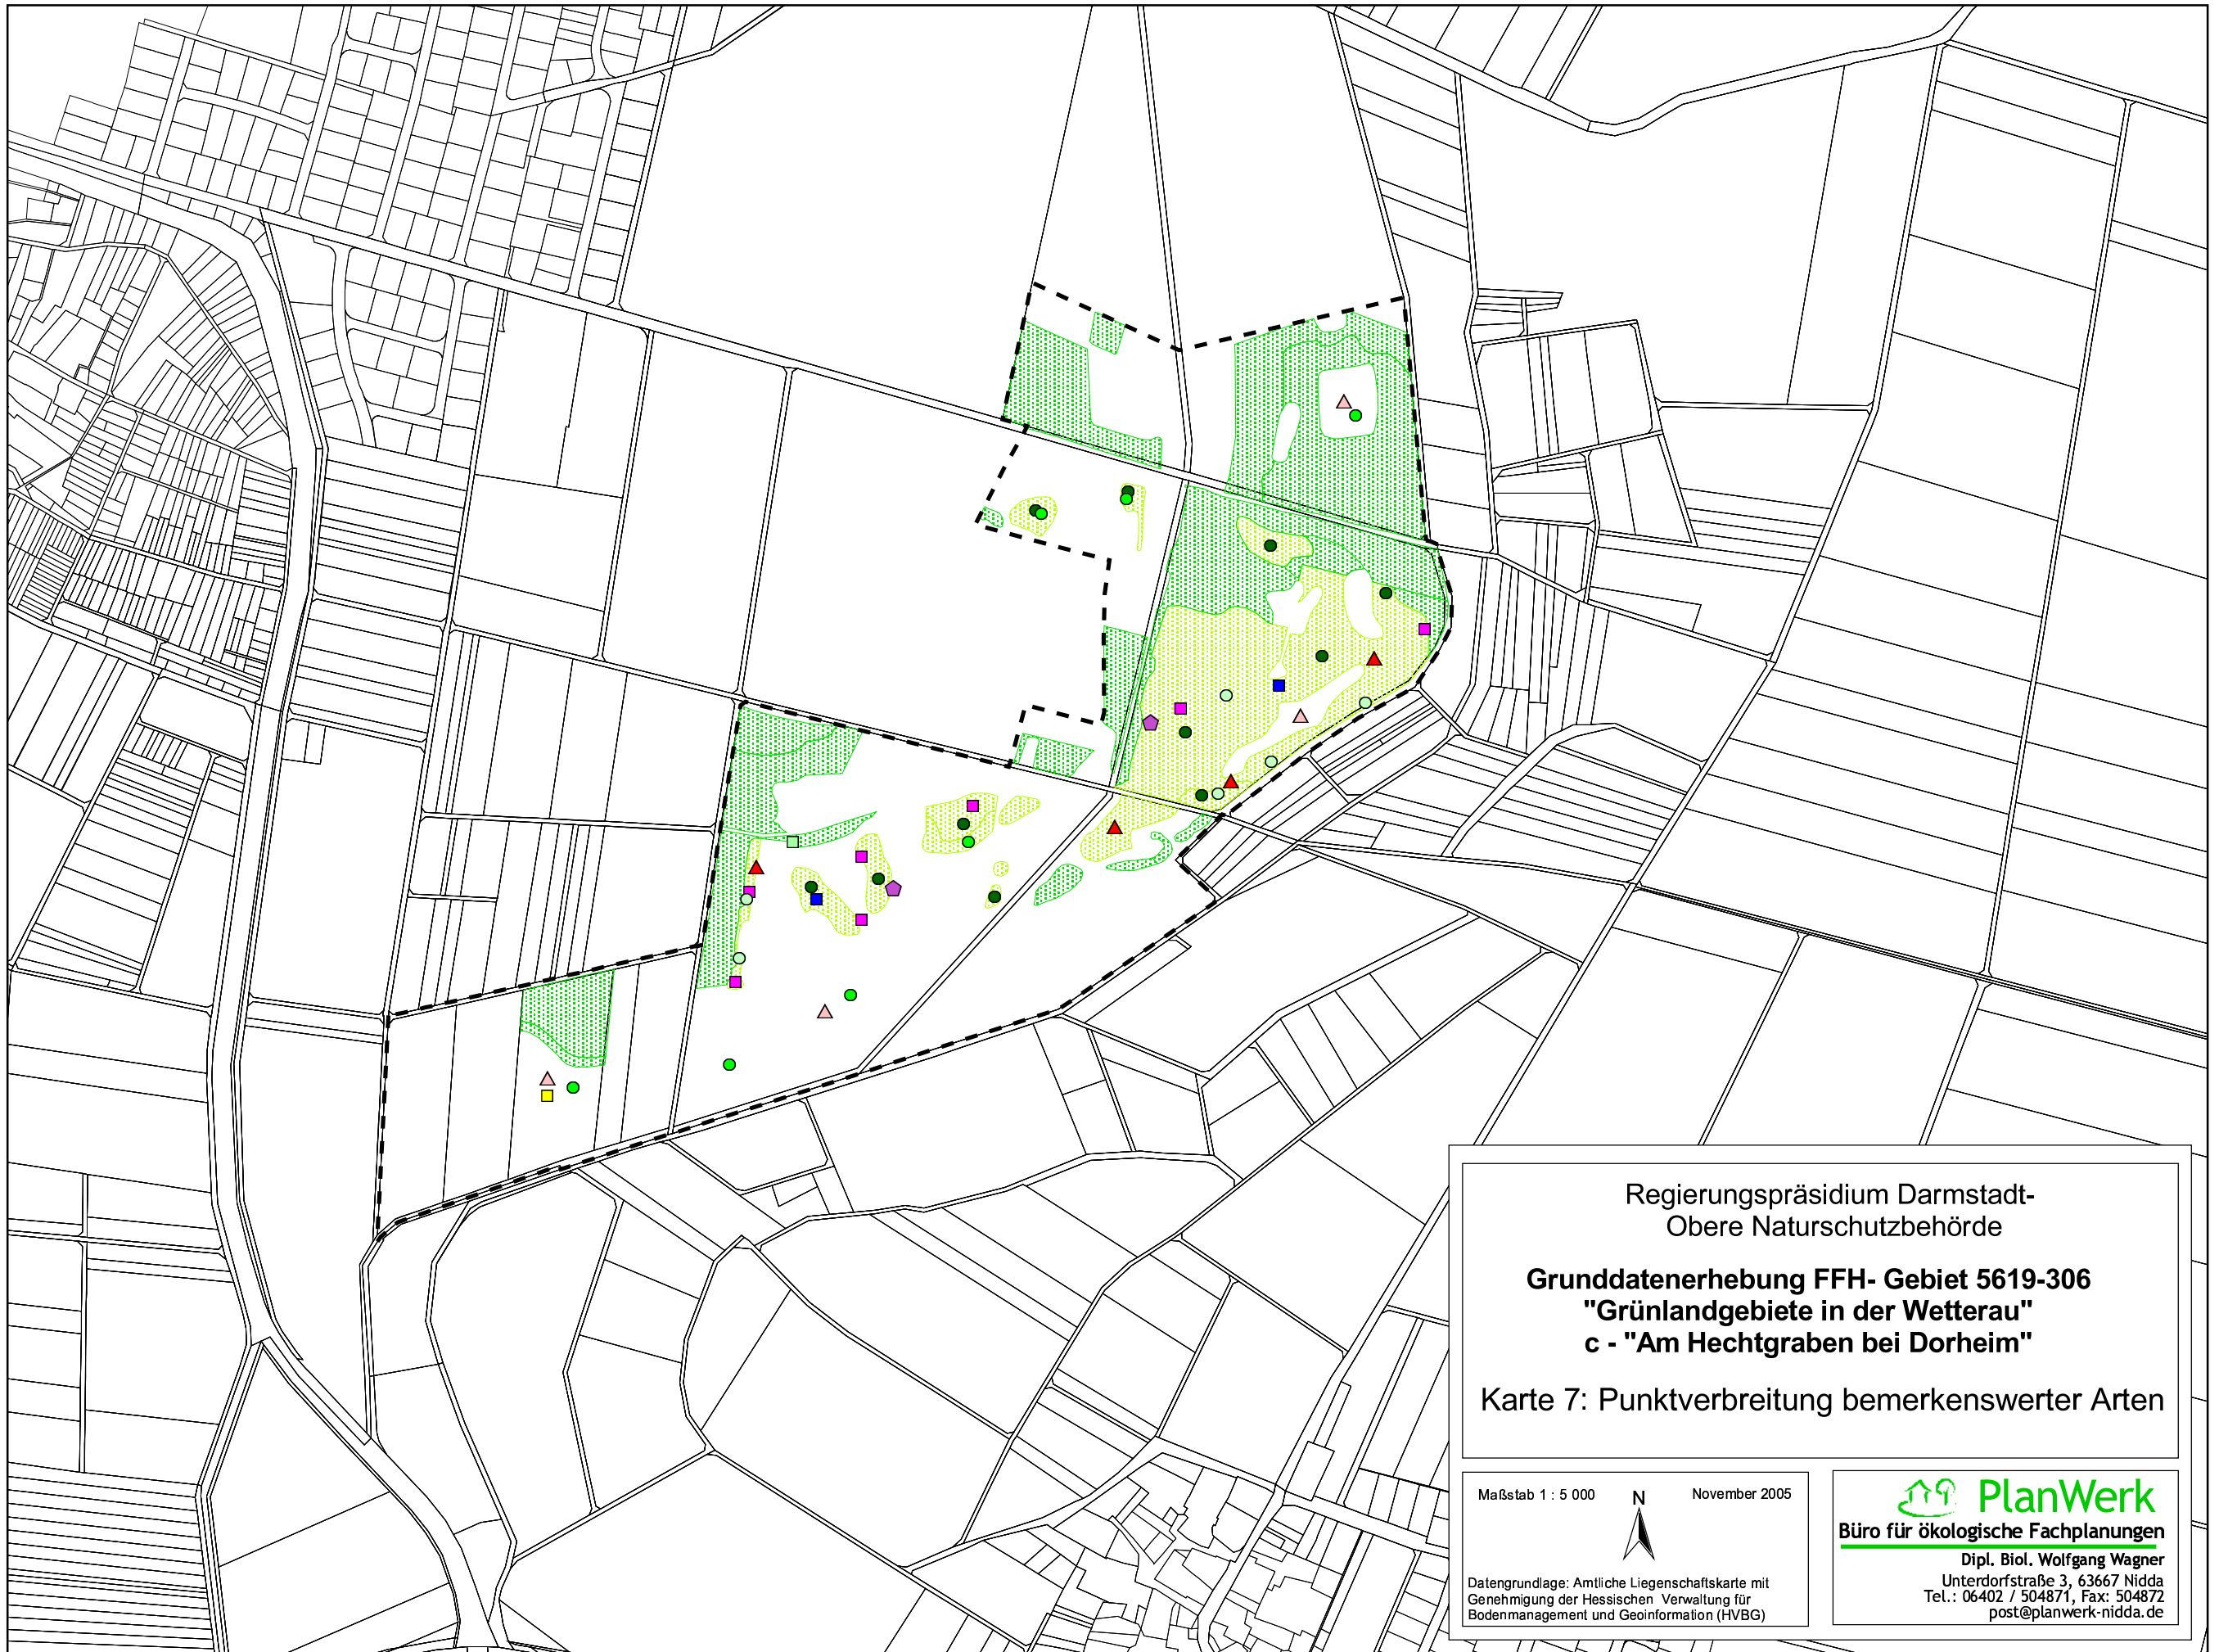 Regierungspräsidium Darmstadt-
Obere Naturschutzbehörde
Grunddatenerhebung FFH- Gebiet 5619-306
"Grünlandgebiete in der Wetterau"
c - "Am Hechtgraben bei Dorheim"
Karte 7: Punktverbreitung bemerkenswerter Arten
Maßstab 1 : 5 000
N
November 2005
Datengrundlage: Amtliche Liegenschaftskarte mit
Genehmigung der Hessischen Verwaltung für
Bodenmanagement und Geoinformation (HVBG)
PlanWerk
Büro für ökologische Fachplanungen
Dipl. Biol. Wolfgang Wagner
Unterdorfstraße 3, 63667 Nidda
Tel.: 06402 / 504871, Fax: 504872
post@planwerk-nidda.de